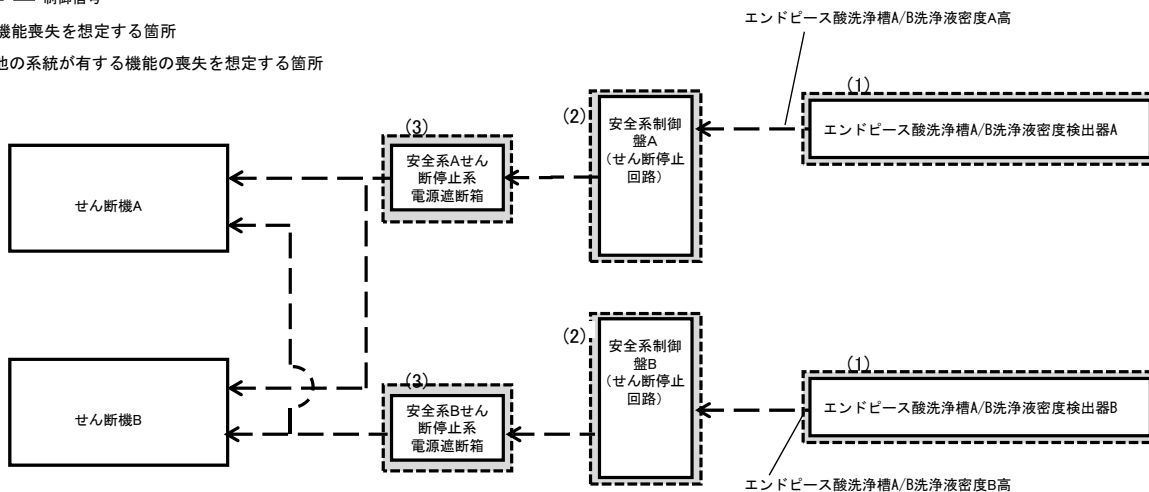 制御信号
機能喪失を想定する箇所
他の系統が有する機能の喪失を想定する箇所
エンドピース酸洗浄槽A/B洗浄液密度A高
(1)
エンドピース酸洗浄槽A/B洗浄液密度検出器A
(2)
安全系制御
盤A
(せん断停止
回路)
(3)
安全系Aせん
断停止系
電源遮断箱
せん断機A
(1)
エンドピース酸洗浄槽A/B洗浄液密度検出器B
(2)
安全系制御
盤B
(せん断停止
回路)
(3)
安全系Bせん
断停止系
電源遮断箱
せん断機B
エンドピース酸洗浄槽A/B洗浄液密度B高